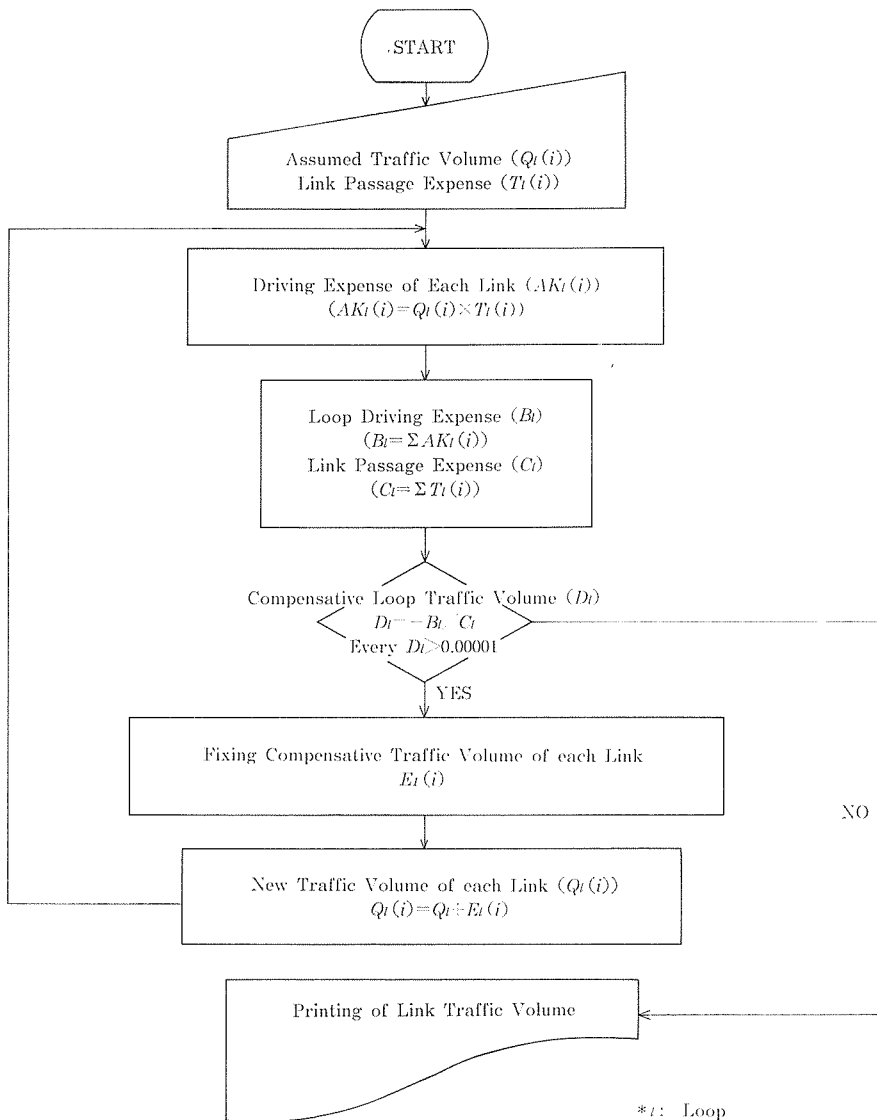 START
Assumed Traffic Volume (Ql(i))
Link Passage Expense (Tl(i))
Driving Expense of Each Link (AKl(i))
(AKl(i)=Ql(i)×Tl(i))
Loop Driving Expense (Bl)
(Bl=ΣAKl(i))
Link Passage Expense (Cl)
(Cl=ΣTl(i))
Compensative Loop Traffic Volume (Dl)
Every Dl>0.00001
YES
Fixing Compensative Traffic Volume of each Link
El(i)
NO
New Traffic Volume of each Link (Ql(i))
Ql(i)=Ql+El(i)
Printing of Link Traffic Volume
*l: Loop